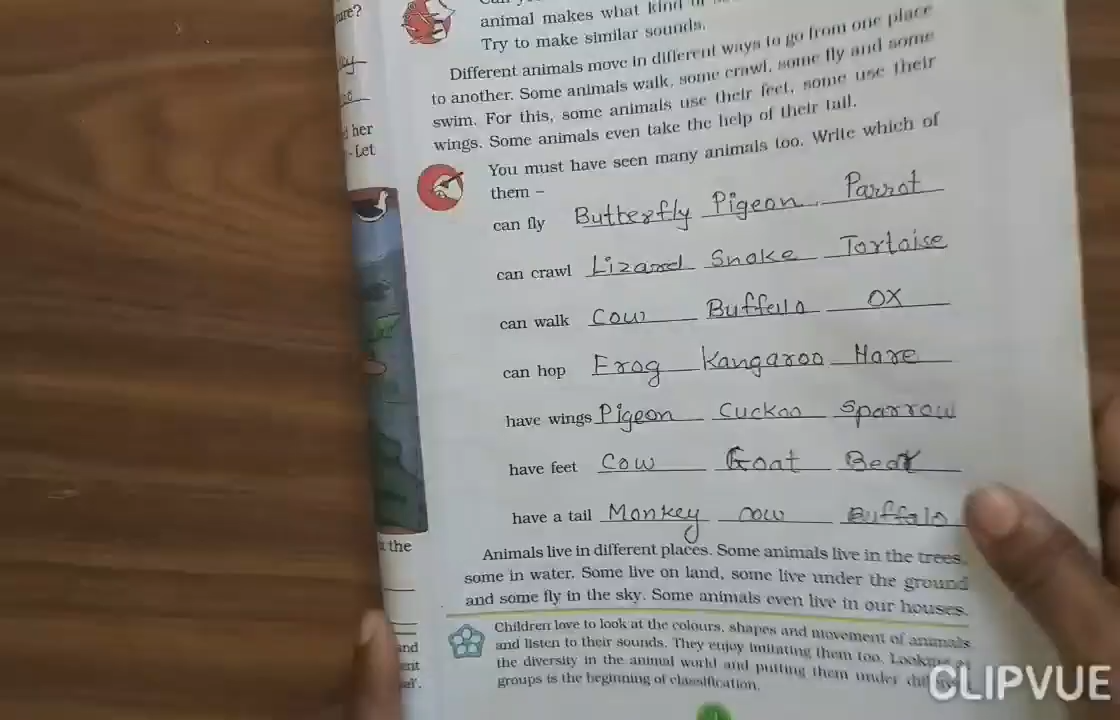 ure?
animal makes what kind of
Try to make similar sounds.
Different animals move in different ways to go from one place
to another. Some animals walk, some crawl, some fly and some
swim. For this, some animals use their feet, some use their
wings. Some animals even take the help of their tail.
her
- Let
You must have seen many animals too. Write which of
them –
can fly Butterfly Pigeon Parrot
can crawl Lizard Snake Tortoise
can walk Cow Buffelo OX
can hop Frog Kangaroo Hare
have wings Pigeon Cuckoo Sparrow
have feet Cow Goat Bear
have a tail Monkey cow Buffalo
the
Animals live in different places. Some animals live in the trees,
some in water. Some live on land, some live under the ground
and some fly in the sky. Some animals even live in our houses.
Children love to look at the colours, shapes and movement of animals
and listen to their sounds. They enjoy imitating them too. Looking at
the diversity in the animal world and putting them under
groups is the beginning of classification.
CLIPVUE